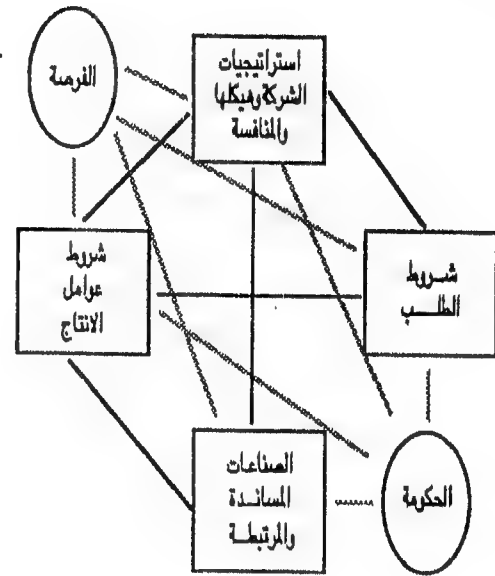 الفرصة
استراتيجيات
الشركة وهيكلها
والمنافسة
شروط
عوامل
الانتاج
شروط
الطلب
الصناعات
المساندة
والمرتبطة
الحكومة